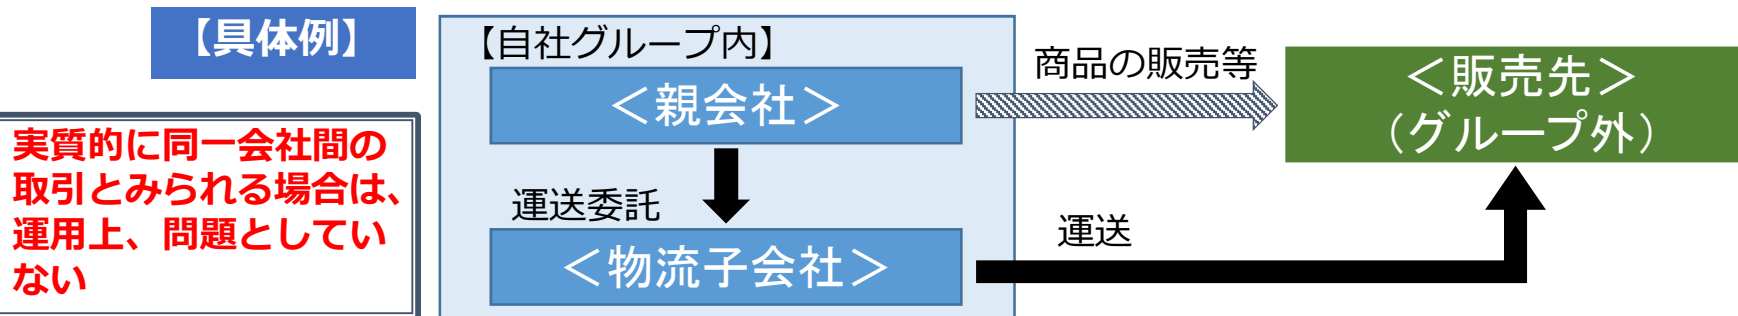 【具体例】
実質的に同一会社間の
取引とみられる場合は、
運用上、問題としてい
ない
【自社グループ内】
＜親会社＞
運送委託
＜物流子会社＞
商品の販売等
運送
＜販売先＞
（グループ外）